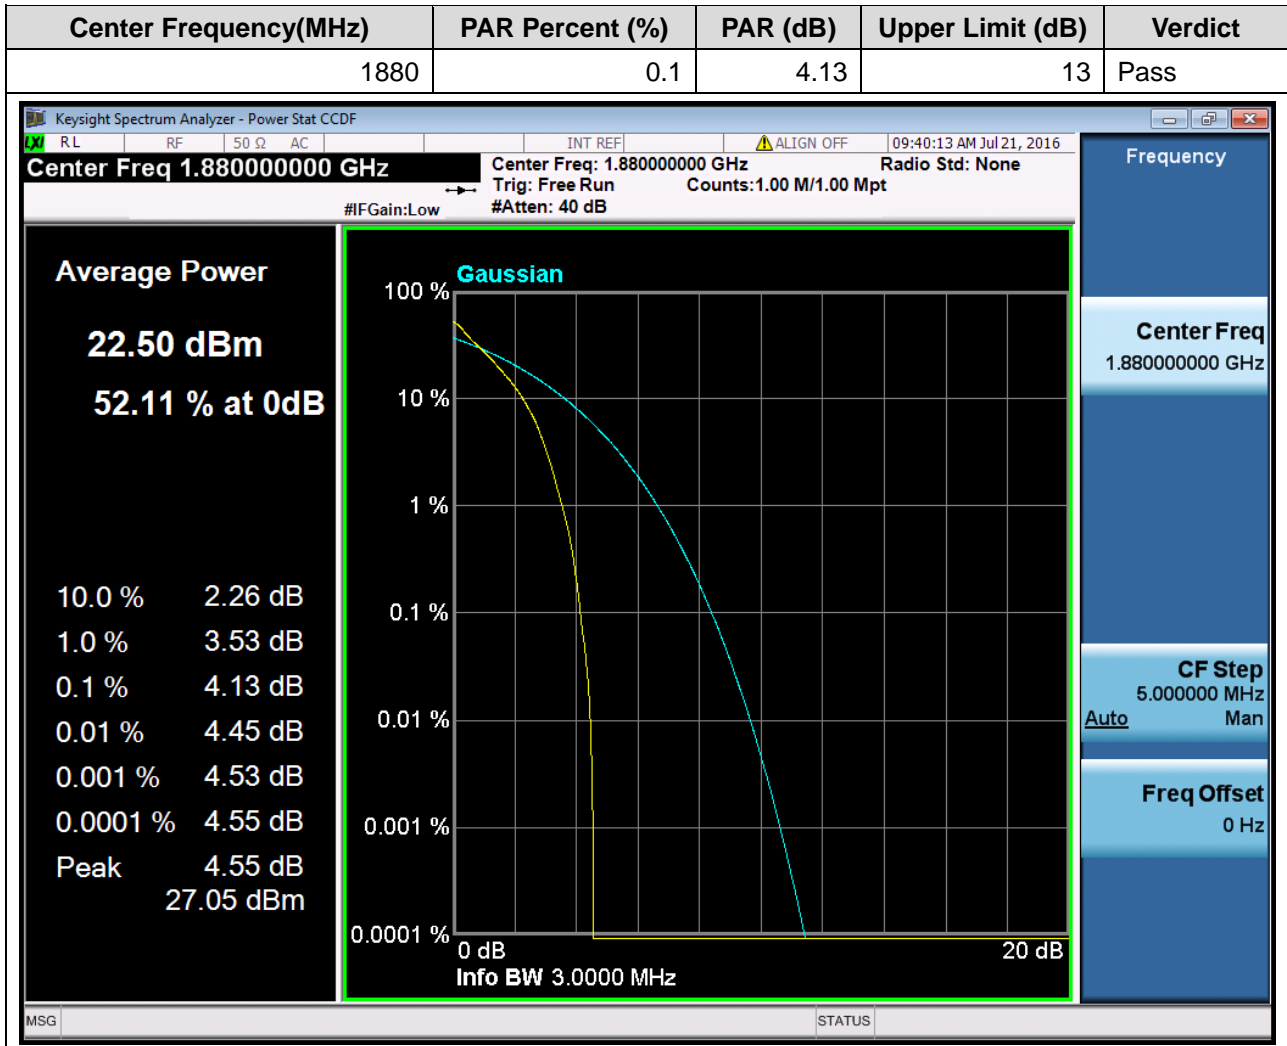 Center Frequency(MHz) PAR Percent (%) PAR (dB) Upper Limit (dB) Verdict
1880 0.1 4.13 13 Pass
Keysight Spectrum Analyzer - Power Stat CCDF
LXI RL RF 50 Ω AC INT REF ALIGN OFF 09:40:13 AM Jul 21, 2016
Center Freq 1.880000000 GHz
Center Freq: 1.880000000 GHz Radio Std: None
Trig: Free Run Counts:1.00 M/1.00 Mpt
#IFGain:Low #Atten: 40 dB
Average Power
22.50 dBm
52.11 % at 0dB
10.0 % 2.26 dB
1.0 % 3.53 dB
0.1 % 4.13 dB
0.01 % 4.45 dB
0.001 % 4.53 dB
0.0001 % 4.55 dB
Peak 4.55 dB
27.05 dBm
Gaussian
100 %
10 %
1 %
0.1 %
0.01 %
0.001 %
0.0001 %
0 dB 20 dB
Info BW 3.0000 MHz
Frequency
Center Freq
1.880000000 GHz
CF Step
5.000000 MHz
Auto Man
Freq Offset
0 Hz
MSG STATUS